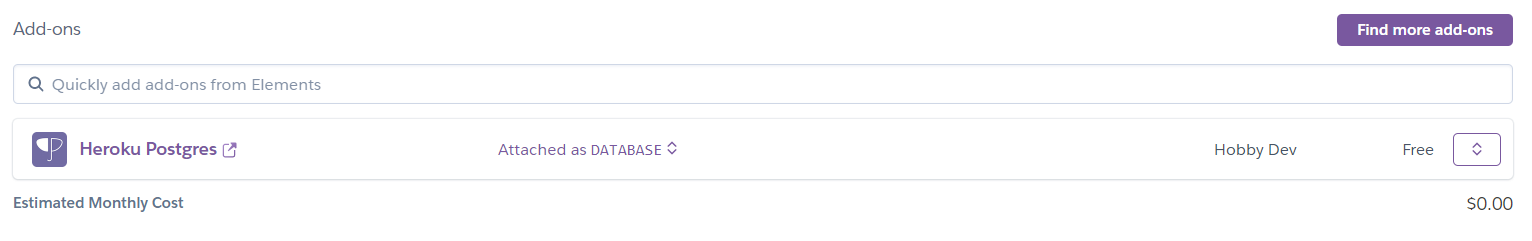 Add-ons
Find more add-ons
Quickly add add-ons from Elements
Heroku Postgres Attached as DATABASE Hobby Dev Free
Estimated Monthly Cost $0.00